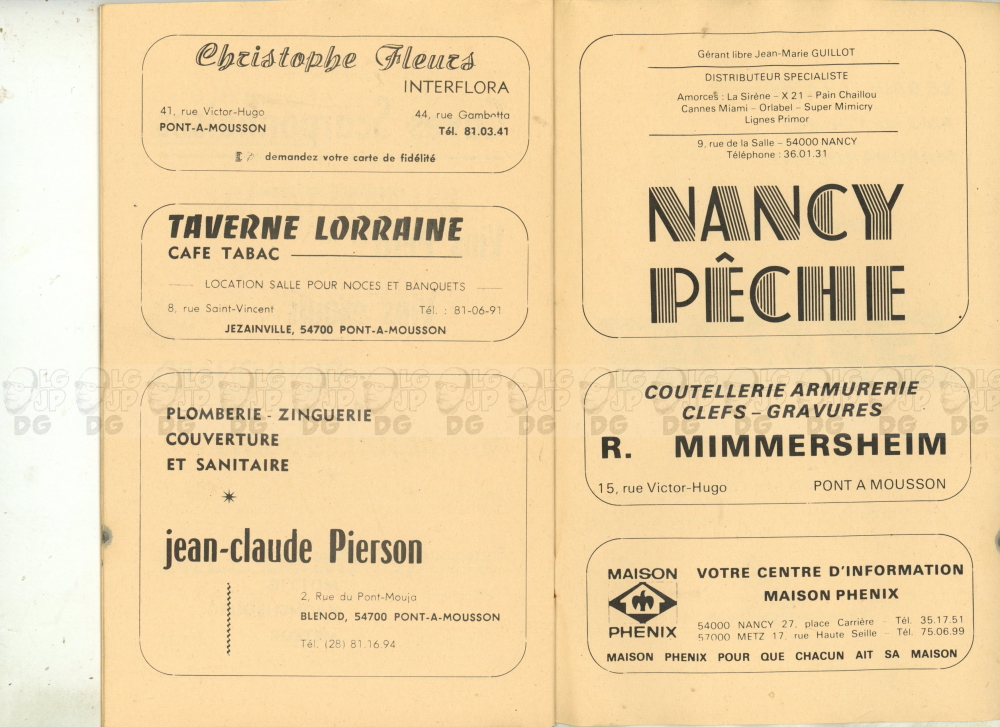 Christophe Fleurs
INTERFLORA
41, rue Victor-Hugo
PONT-A-MOUSSON
44, rue Gambetta
Tél. 81.03.41
demandez votre carte de fidélité
TAVERNE LORRAINE
CAFE TABAC
LOCATION SALLE POUR NOCES ET BANQUETS
8, rue Saint-Vincent
Tél. : 81-06-91
JEZAINVILLE, 54700 PONT-A-MOUSSON
PLOMBERIE - ZINGUERIE
COUVERTURE
ET SANITAIRE
jean-claude Pierson
2, Rue du Pont-Mouja
BLENOD, 54700 PONT-A-MOUSSON
Tél. (28) 81.16.94
Gérant libre Jean-Marie GUILLOT
DISTRIBUTEUR SPECIALISTE
Amorces : La Sirène - X 21 - Pain Chaillou
Cannes Miami - Orlabel - Super Mimicry
Lignes Primor
9, rue de la Salle - 54000 NANCY
Téléphone : 36.01.31
NANCY
PÊCHE
COUTELLERIE ARMURERIE
CLEFS - GRAVURES
R. MIMMERSHEIM
15, rue Victor-Hugo
PONT A MOUSSON
MAISON
PHENIX
VOTRE CENTRE D'INFORMATION
MAISON PHENIX
54000 NANCY 27, place Carrière - Tél. 35.17.51
57000 METZ 17, rue Haute Seille - Tél. 75.06.99
MAISON PHENIX POUR QUE CHACUN AIT SA MAISON